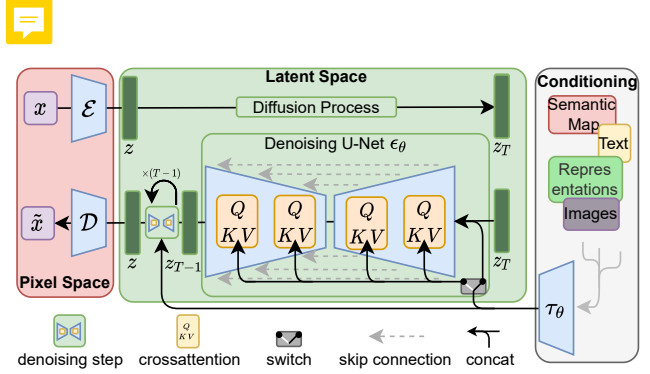 Latent Space
Conditioning
Semantic
Map
x
ℰ
Diffusion Process
z
z_T
Text
Denoising U-Net ϵ_θ
Repres
entations
×(T−1)
Images
x̃
𝒟
Q
KV
Q
KV
Q
KV
Q
KV
z
z_{T−1}
z_T
Pixel Space
τ_θ
Q
KV
denoising step
crossattention
switch
skip connection
concat